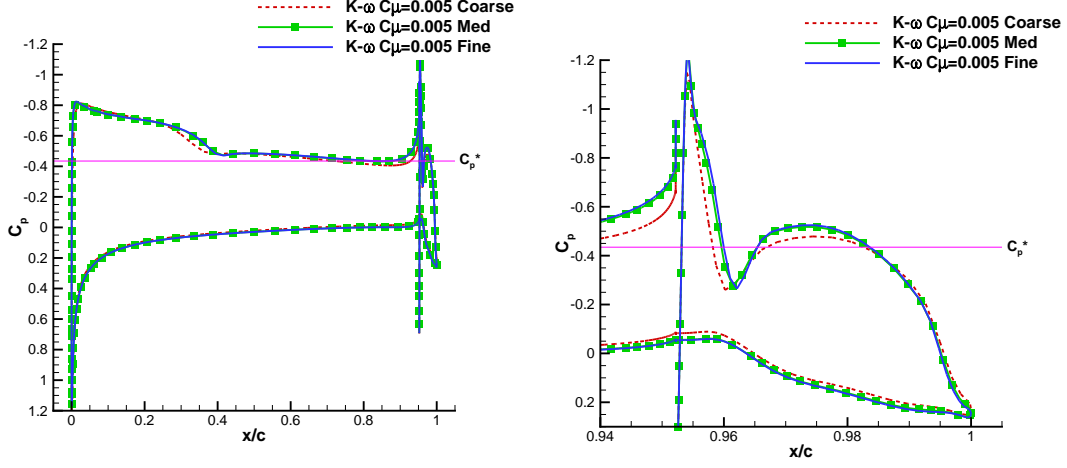 K-ω Cμ=0.005 Coarse
K-ω Cμ=0.005 Med
K-ω Cμ=0.005 Fine
-1.2
-1
-0.8
-0.6
-0.4
-0.2
0
0.2
0.4
0.6
0.8
1
1.2
Cp
Cp*
0 0.2 0.4 0.6 0.8 1
x/c
K-ω Cμ=0.005 Coarse
K-ω Cμ=0.005 Med
K-ω Cμ=0.005 Fine
-1.2
-1
-0.8
-0.6
-0.4
-0.2
0
0.2
Cp
Cp*
0.94 0.96 0.98 1
x/c